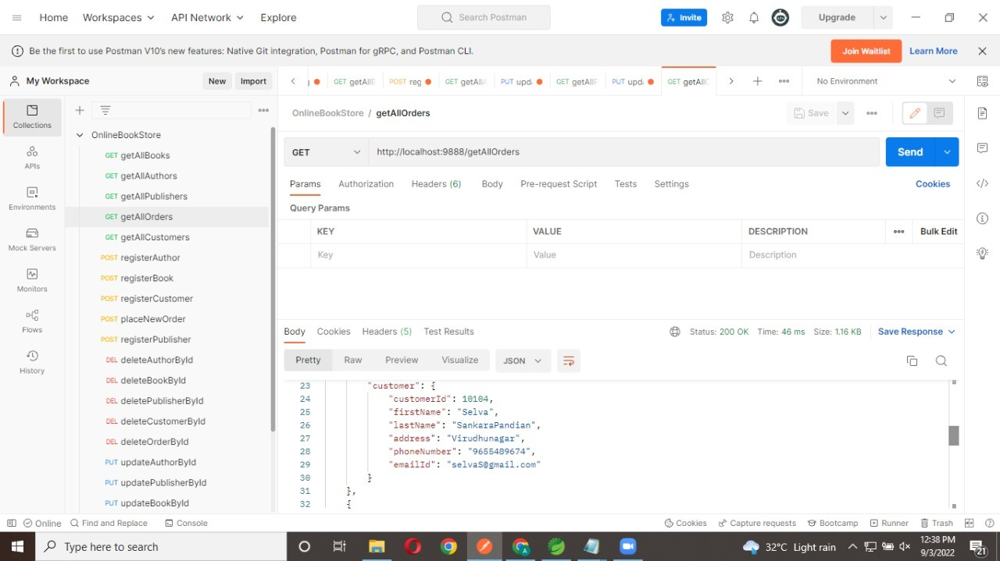 Home Workspaces API Network Explore Search Postman Invite Upgrade
Be the first to use Postman V10's new features: Native Git integration, Postman for gRPC, and Postman CLI. Join Waitlist Learn More
My Workspace New Import GET getAllE POST reg GET getAllA PUT upd GET getAllF PUT upd GET getAllC No Environment
OnlineBookStore / getAllOrders Save
Collections
APIs
Environments
Mock Servers
Monitors
Flows
History
OnlineBookStore
GET getAllBooks
GET getAllAuthors
GET getAllPublishers
GET getAllOrders
GET getAllCustomers
POST registerAuthor
POST registerBook
POST registerCustomer
POST placeNewOrder
POST registerPublisher
DEL deleteAuthorById
DEL deleteBookById
DEL deletePublisherById
DEL deleteCustomerById
DEL deleteOrderById
PUT updateAuthorById
PUT updatePublisherById
PUT updateBookById
GET http://localhost:9888/getAllOrders Send
Params Authorization Headers (6) Body Pre-request Script Tests Settings Cookies
Query Params
KEY VALUE DESCRIPTION Bulk Edit
Key Value Description
Body Cookies Headers (5) Test Results Status: 200 OK Time: 46 ms Size: 1.16 KB Save Response
Pretty Raw Preview Visualize JSON
23 "customer": {
24 "customerId": 10104,
25 "firstName": "Selva",
26 "lastName": "SankaraPandian",
27 "address": "Virudhunagar",
28 "phoneNumber": "9655489674",
29 "emailId": "selvaS@gmail.com"
30 }
31 },
32 {
Online Find and Replace Console Cookies Capture requests Bootcamp Runner Trash
Type here to search 32°C Light rain 12:38 PM
9/3/2022 21